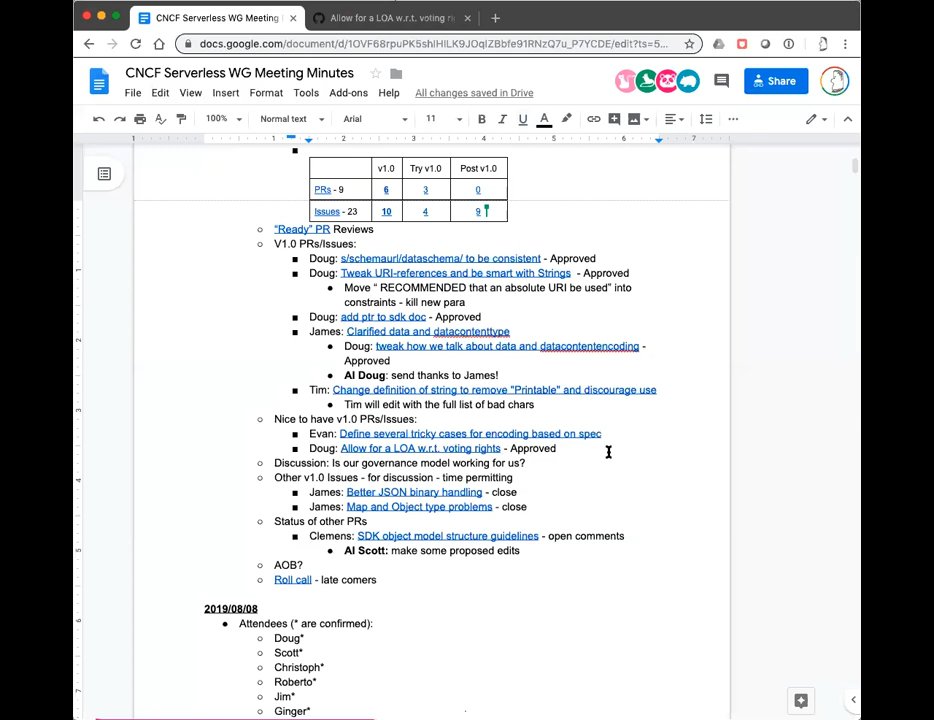 CNCF Serverless WG Meeting
Allow for a LOA w.r.t. voting ri
docs.google.com/document/d/1OVF68rpuPK5shIHILK9JOqIZBbfe91RNzQ7u_P7YCDE/edit?ts=5...
CNCF Serverless WG Meeting Minutes
File Edit View Insert Format Tools Add-ons Help All changes saved in Drive
Share
100% Normal text Arial 11
1 1 2 3 4 5 6 7
v1.0 Try v1.0 Post v1.0
PRs - 9 6 3 0
Issues - 23 10 4 9
○ "Ready" PR Reviews
○ V1.0 PRs/Issues:
■ Doug: s/schemaurl/dataschema/ to be consistent - Approved
■ Doug: Tweak URI-references and be smart with Strings - Approved
● Move “ RECOMMENDED that an absolute URI be used” into
constraints - kill new para
■ Doug: add ptr to sdk doc - Approved
■ James: Clarified data and datacontenttype
● Doug: tweak how we talk about data and datacontentencoding -
Approved
● AI Doug: send thanks to James!
■ Tim: Change definition of string to remove "Printable" and discourage use
● Tim will edit with the full list of bad chars
○ Nice to have v1.0 PRs/Issues:
■ Evan: Define several tricky cases for encoding based on spec
■ Doug: Allow for a LOA w.r.t. voting rights - Approved
○ Discussion: Is our governance model working for us?
○ Other v1.0 Issues - for discussion - time permitting
■ James: Better JSON binary handling - close
■ James: Map and Object type problems - close
○ Status of other PRs
■ Clemens: SDK object model structure guidelines - open comments
● AI Scott: make some proposed edits
○ AOB?
○ Roll call - late comers
2019/08/08
● Attendees (* are confirmed):
○ Doug*
○ Scott*
○ Christoph*
○ Roberto*
○ Jim*
○ Ginger*